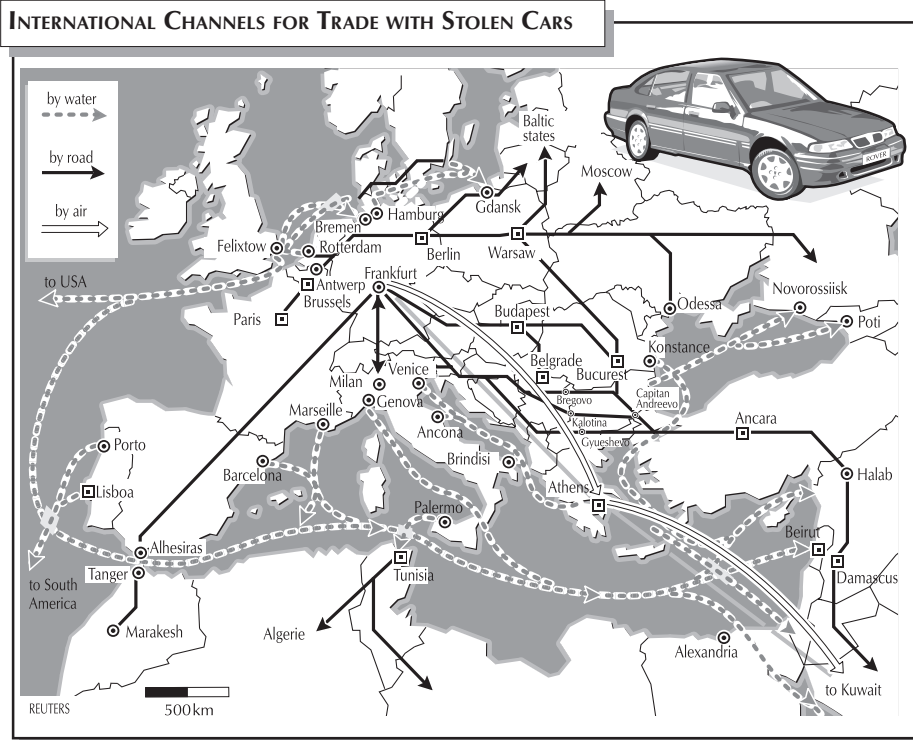 INTERNATIONAL CHANNELS FOR TRADE WITH STOLEN CARS
by water
by road
by air
ROVER
Baltic
states
Moscow
Gdansk
Hamburg
Bremen
Felixtow
Rotterdam
Berlin
Warsaw
to USA
Antwerp
Brussels
Frankfurt
Paris
Budapest
Odessa
Novorossiisk
Poti
Konstance
Belgrade
Bucurest
Milan
Venice
Genova
Bregovo
Capitan
Andreevo
Kalotina
Gyueshevo
Marseille
Ancona
Ancara
Porto
Barcelona
Brindisi
Halab
Lisboa
Athens
Palermo
Beirut
Alhesiras
Tanger
Tunisia
Damascus
to South
America
Marakesh
Algerie
Alexandria
to Kuwait
REUTERS
500km